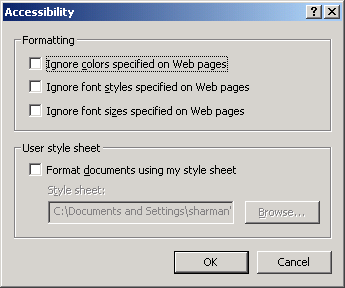 Accessibility
Formatting
Ignore colors specified on Web pages
Ignore font styles specified on Web pages
Ignore font sizes specified on Web pages
User style sheet
Format documents using my style sheet
Style sheet:
C:\Documents and Settings\sharman
Browse...
OK
Cancel